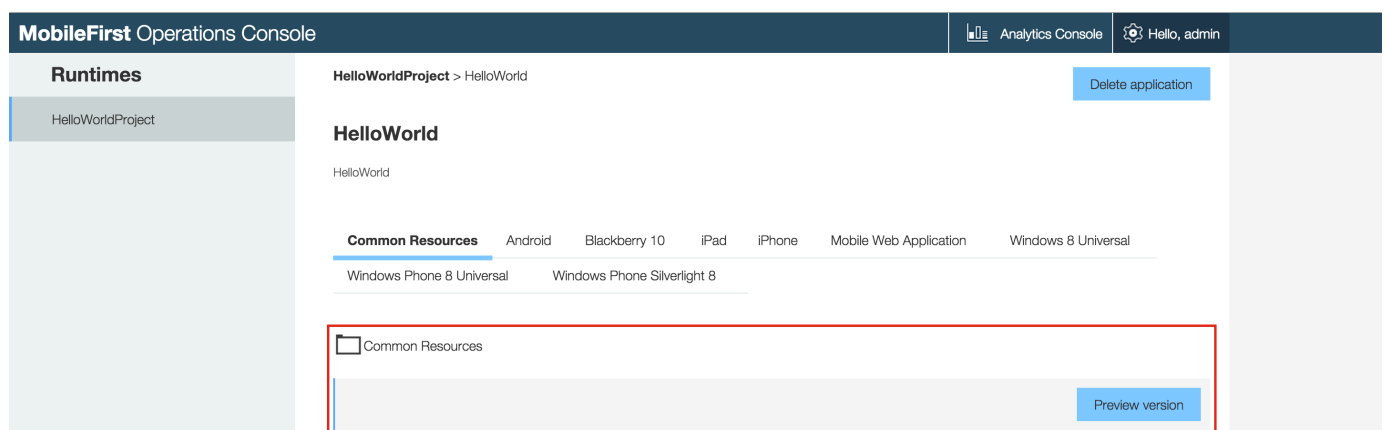 MobileFirst Operations Console
Analytics Console
Hello, admin
Runtimes
HelloWorldProject
HelloWorldProject > HelloWorld
Delete application
HelloWorld
HelloWorld
Common Resources Android Blackberry 10 iPad iPhone Mobile Web Application Windows 8 Universal
Windows Phone 8 Universal Windows Phone Silverlight 8
Common Resources
Preview version